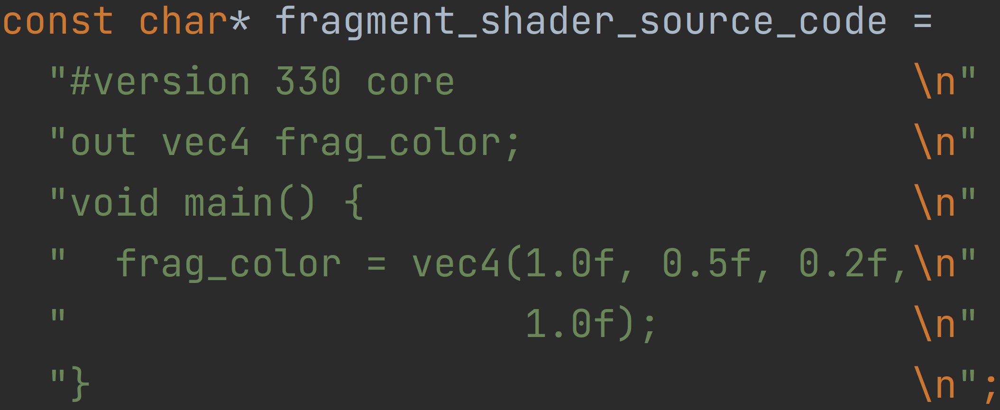 const char* fragment_shader_source_code =
  "#version 330 core                    \n"
  "out vec4 frag_color;                 \n"
  "void main() {                        \n"
  "  frag_color = vec4(1.0f, 0.5f, 0.2f,\n"
  "                    1.0f);           \n"
  "}                                    \n";